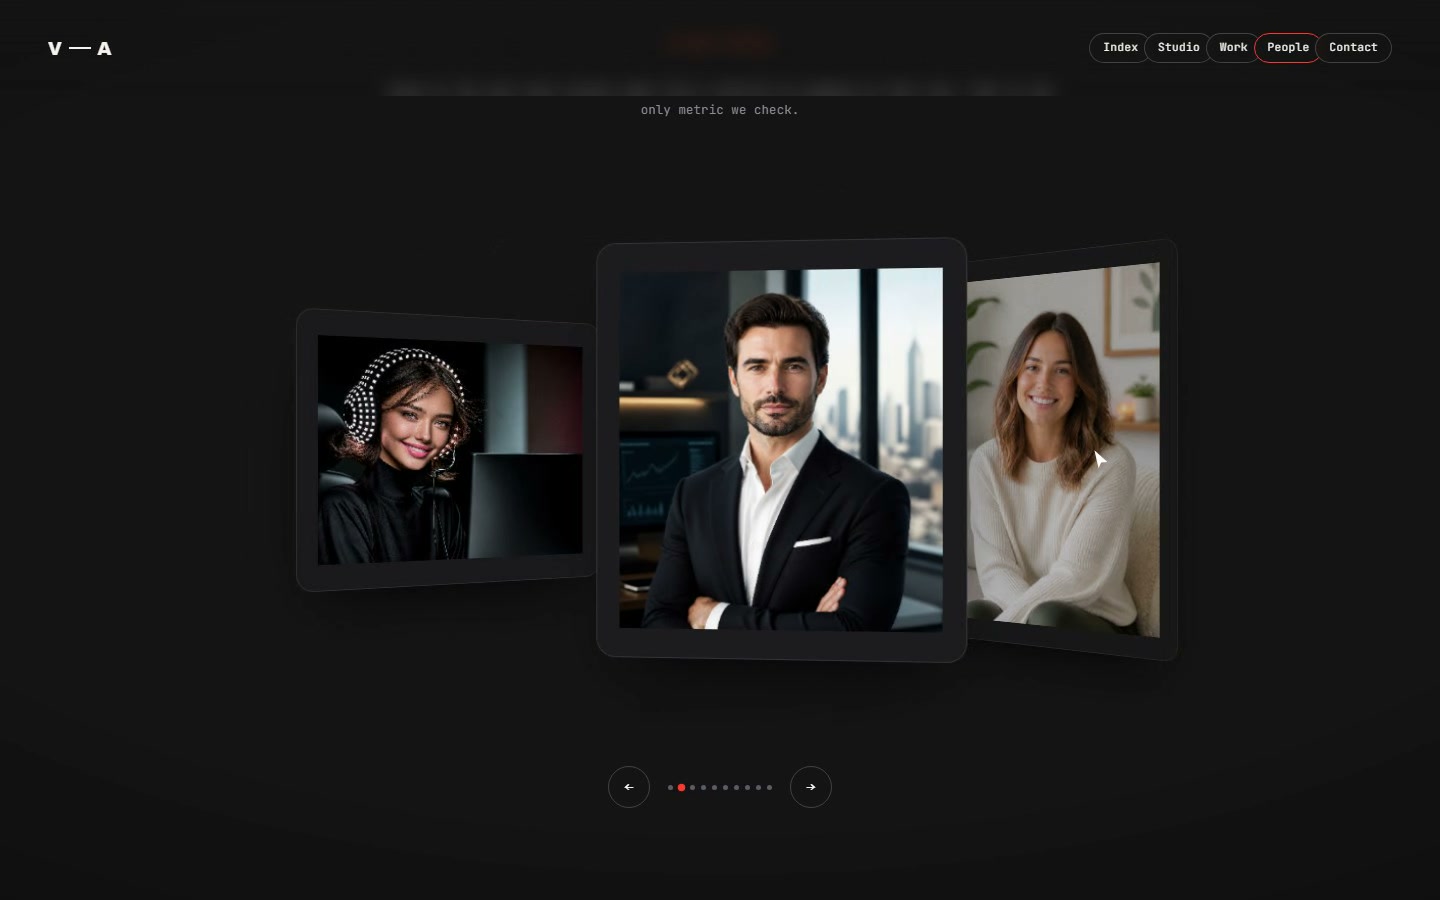 V — A
Index
Studio
Work
People
Contact
only metric we check.